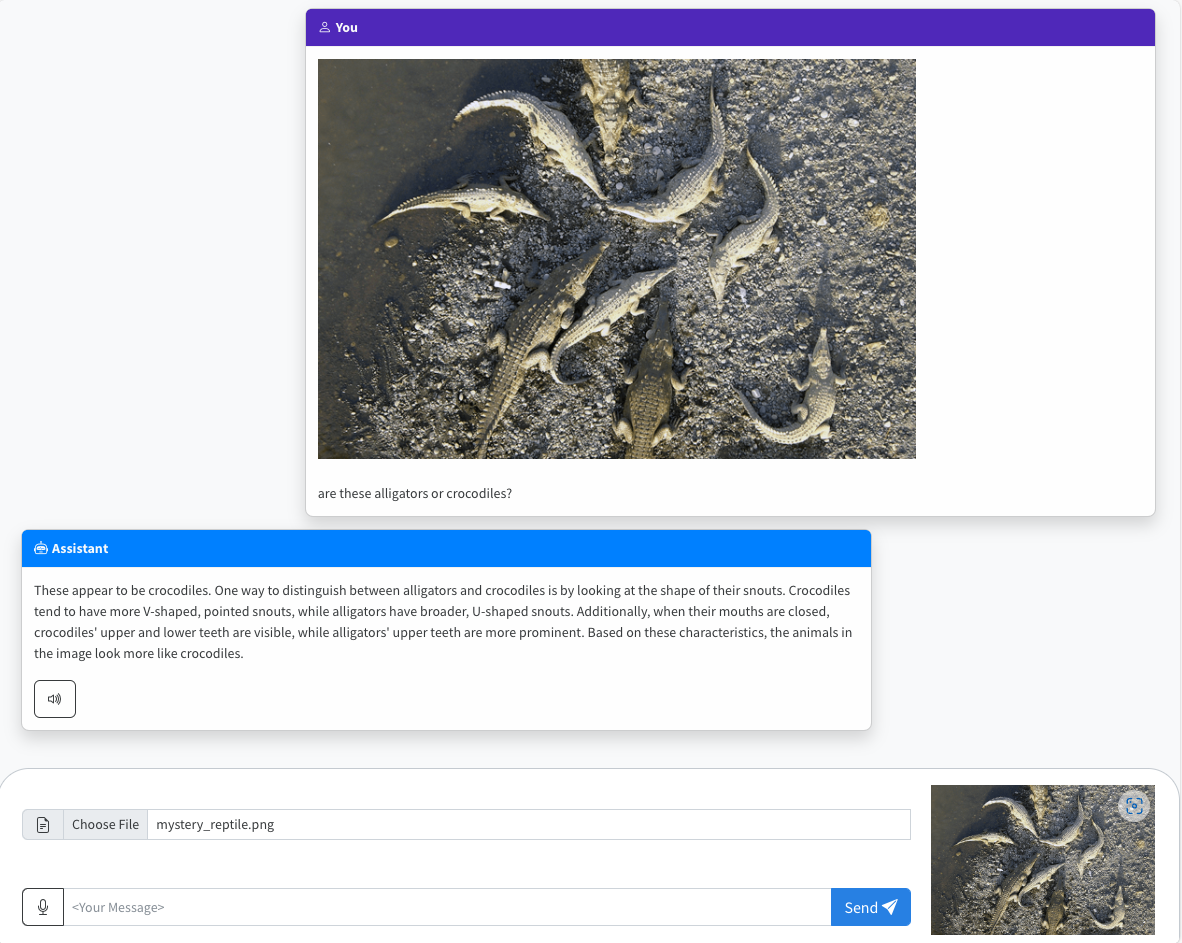 You
are these alligators or crocodiles?
Assistant
These appear to be crocodiles. One way to distinguish between alligators and crocodiles is by looking at the shape of their snouts. Crocodiles
tend to have more V-shaped, pointed snouts, while alligators have broader, U-shaped snouts. Additionally, when their mouths are closed,
crocodiles' upper and lower teeth are visible, while alligators' upper teeth are more prominent. Based on these characteristics, the animals in
the image look more like crocodiles.
Choose File mystery_reptile.png
<Your Message> Send